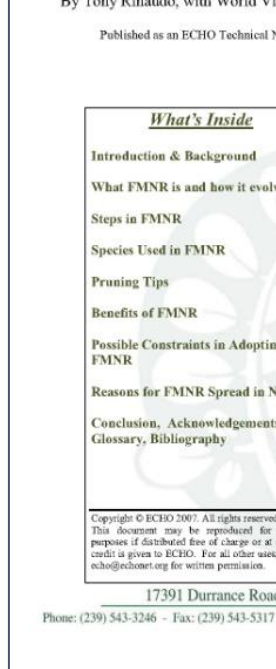 By Tony Rinaudo, with World Vi
Published as an ECHO Technical N
What's Inside
Introduction & Background
What FMNR is and how it evolv
Steps in FMNR
Species Used in FMNR
Pruning Tips
Benefits of FMNR
Possible Constraints in Adoptin
FMNR
Reasons for FMNR Spread in N
Conclusion, Acknowledgements
Glossary, Bibliography
Copyright © ECHO 2007. All rights reserved
This document may be reproduced for
purposes if distributed free of charge or at
credit is given to ECHO. For all other uses
echo@echonet.org for written permission.
17391 Durrance Road
Phone: (239) 543-3246 - Fax: (239) 543-5317